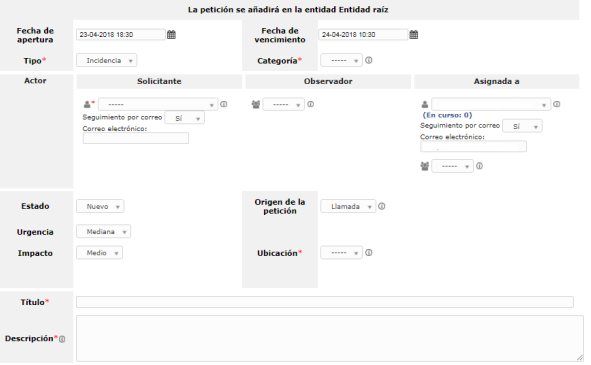 La petición se añadirá en la entidad Entidad raíz
Fecha de apertura
23-04-2018 18:30
Fecha de vencimiento
24-04-2018 10:30
Tipo*
Incidencia
Categoría*
-----
Actor
Solicitante
Observador
Asignada a
* -----
-----
(En curso: 0)
Seguimiento por correo Sí
Correo electrónico:
Seguimiento por correo Sí
Correo electrónico:
-----
Estado
Nuevo
Origen de la petición
Llamada
Urgencia
Mediana
Impacto
Medio
Ubicación*
-----
Título*
Descripción*